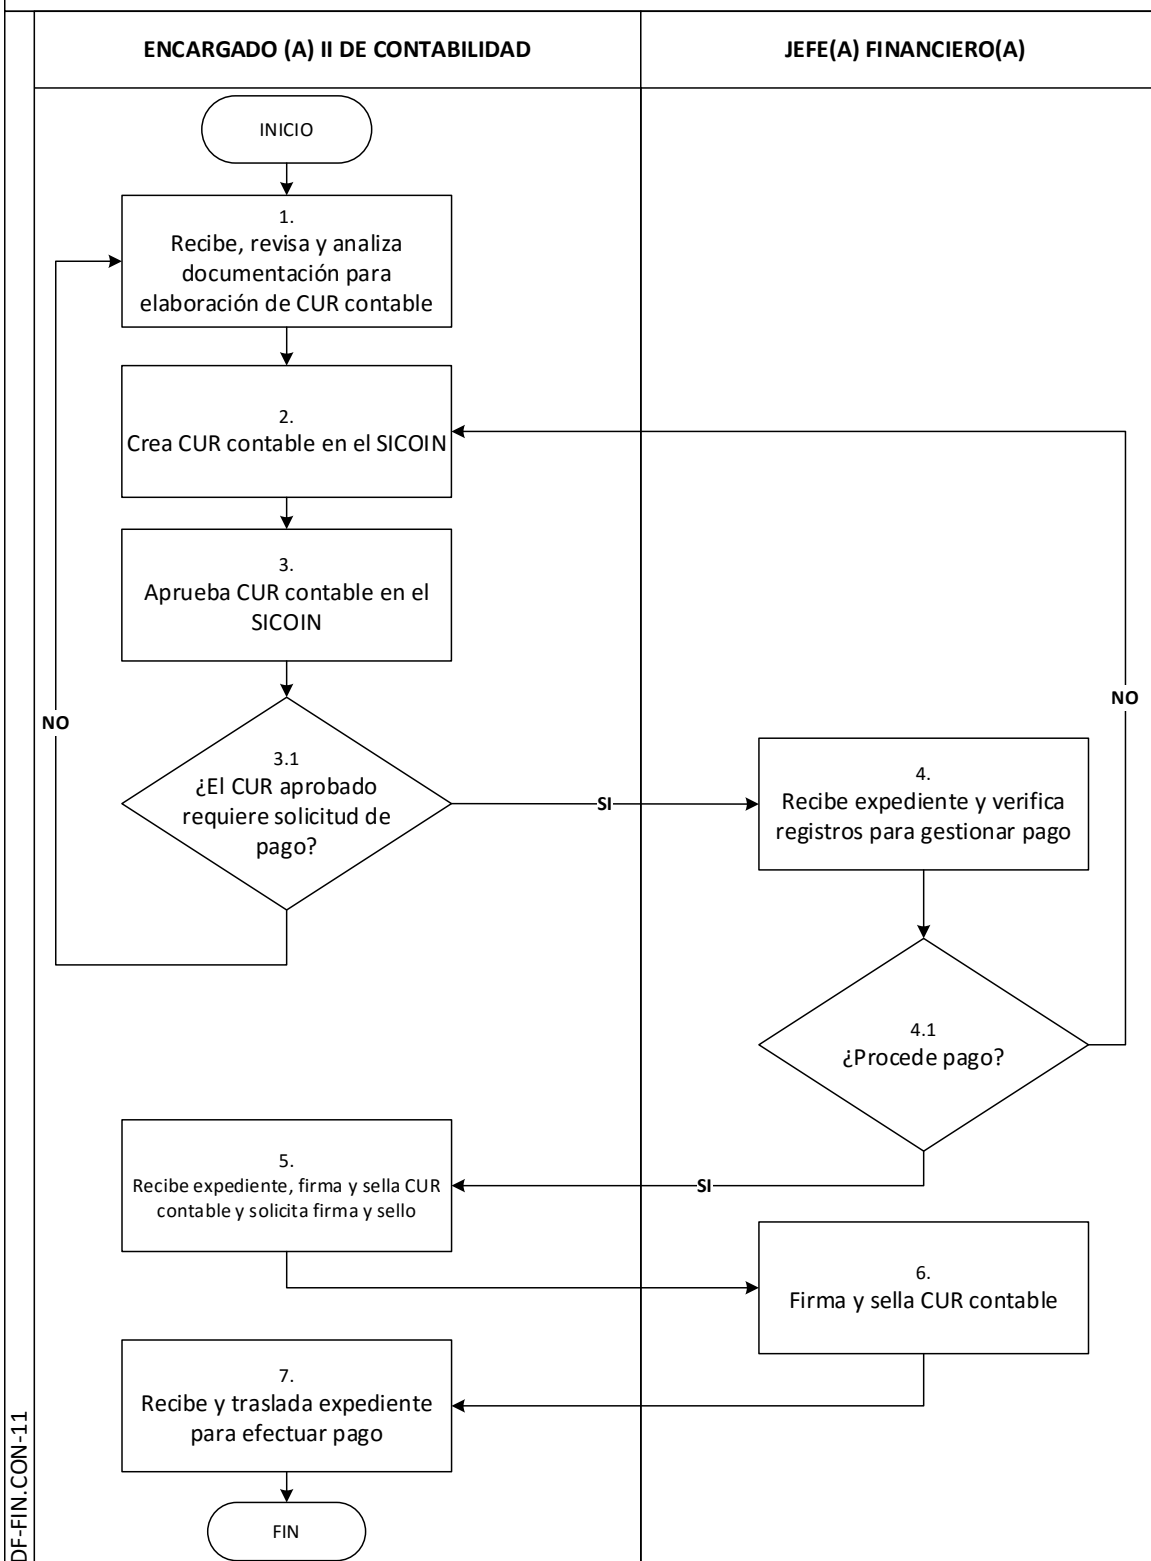 ENCARGADO (A) II DE CONTABILIDAD
JEFE(A) FINANCIERO(A)
INICIO
1.
Recibe, revisa y analiza
documentación para
elaboración de CUR contable
2.
Crea CUR contable en el SICOIN
3.
Aprueba CUR contable en el
SICOIN
NO
3.1
¿El CUR aprobado
requiere solicitud de
pago?
SI
NO
4.
Recibe expediente y verifica
registros para gestionar pago
4.1
¿Procede pago?
SI
5.
Recibe expediente, firma y sella CUR
contable y solicita firma y sello
6.
Firma y sella CUR contable
7.
Recibe y traslada expediente
para efectuar pago
FIN
DF-FIN.CON-11